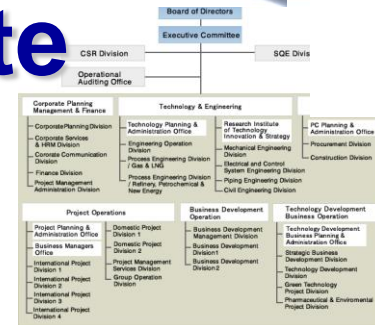 te
Board of Directors
Executive Committee
CSR Division
SQE Divis
Operational
Auditing Office
Corporate Planning
Management & Finance
Technology & Engineering
CorporatePlanningDivision
Corporate Services
& HRM Division
Cororate Communication
Division
Finance Division
Project Management
Administration Division
Technology Planning &
Administration Office
Engineering Operation
Division
Process Engineering Division
/ Gas & LNG
Process Engineering Division
/ Refinery, Petrochemical &
New Energy
Research Institute
of Technology
Innovation & Strategy
Mechanical Engineering
Division
Electrical and Control
System Engineering Division
Piping Engineering Division
Civil Engineering Division
PC Planning &
Administration Office
Procurement Division
Construction Division
Project Operations
Project Planning &
Administration Office
Business Managers
Office
International Project
Division 1
International Project
Division 2
International Project
Division 3
International Project
Division 4
Domestic Project
Division 1
Domestic Project
Division 2
Project Management
Services Division
Group Operation
Division
Business Development
Operation
Business Development
Management Division
Business Development
Division1
Business Development
Division2
Technology Development
Business Operation
Technology Development
Business Planning &
Administration Office
Strategic Business
Development Division
Technology Development
Division
Green Technology
Project Division
Pharmaceutical & Enviromental
Project Division